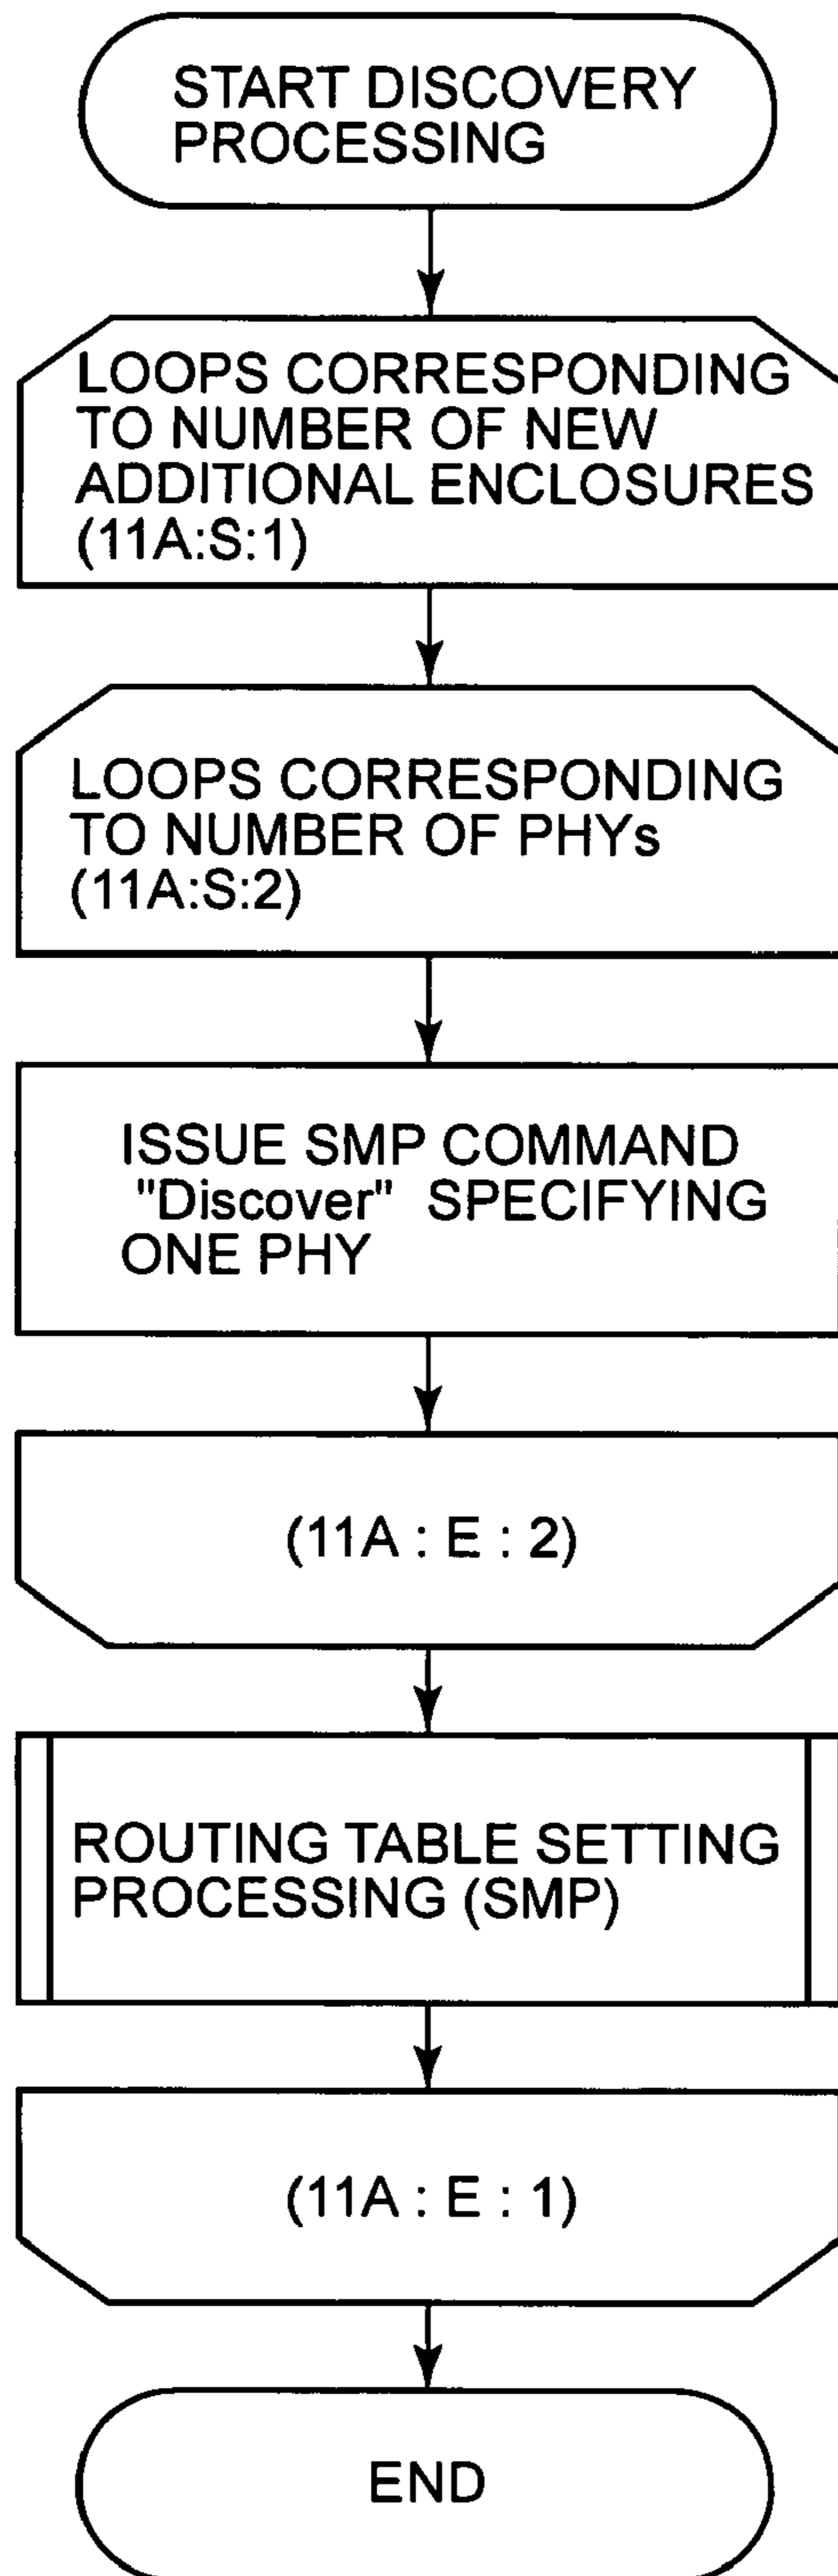 START DISCOVERY
PROCESSING
LOOPS CORRESPONDING
TO NUMBER OF NEW
ADDITIONAL ENCLOSURES
(11A:S:1)
LOOPS CORRESPONDING
TO NUMBER OF PHYs
(11A:S:2)
ISSUE SMP COMMAND
"Discover" SPECIFYING
ONE PHY
(11A : E : 2)
ROUTING TABLE SETTING
PROCESSING (SMP)
(11A : E : 1)
END